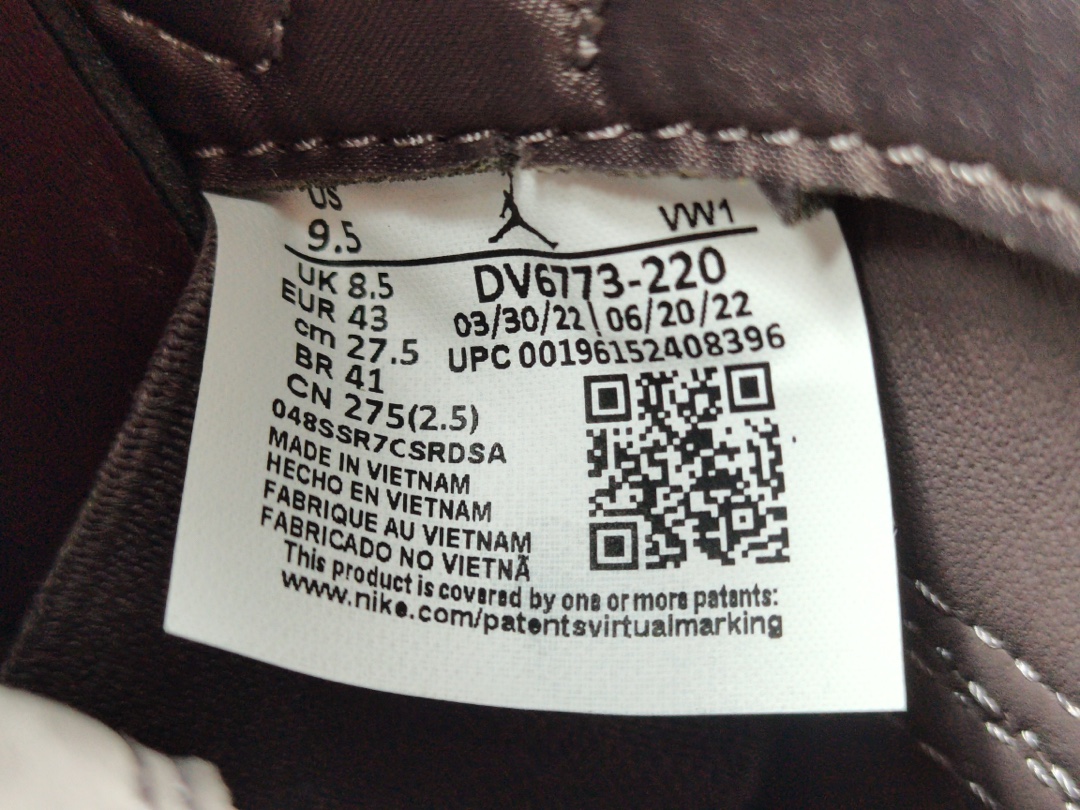 US
9.5
VW1
UK 8.5
EUR 43
cm 27.5
BR 41
CN 275(2.5)
DV6773-220
03/30/22\06/20/22
UPC 00196152408396
048SSR7CSRDSA
MADE IN VIETNAM
HECHO EN VIETNAM
FABRIQUE AU VIETNAM
FABRICADO NO VIETNÃ
This product is covered by one or more patents:
www.nike.com/patentsvirtualmarking